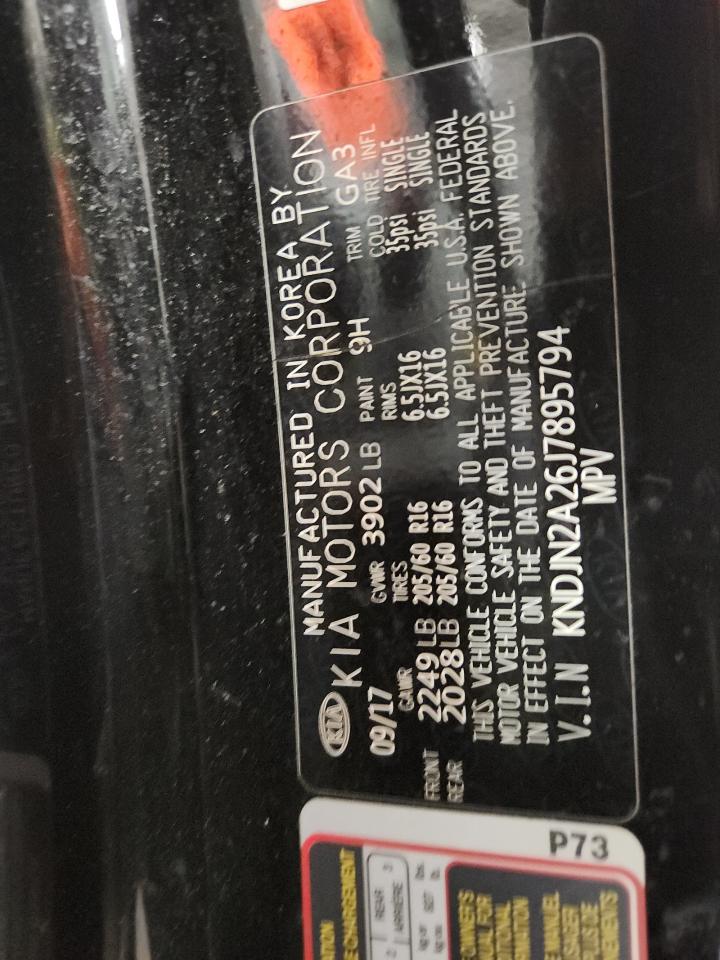 KIA
MANUFACTURED IN KOREA BY
KIA MOTORS CORPORATION
09/17 GVWR 3902 LB PAINT 9H TRIM GA3
GAWR TIRES RIMS COLD TIRE INFL
FRONT 2249 LB 205/60 R16 6.5JX16 35psi SINGLE
REAR 2028 LB 205/60 R16 6.5JX16 35psi SINGLE
THIS VEHICLE CONFORMS TO ALL APPLICABLE U.S.A. FEDERAL
MOTOR VEHICLE SAFETY AND THEFT PREVENTION STANDARDS
IN EFFECT ON THE DATE OF MANUFACTURE SHOWN ABOVE.
V.I.N KNDJN2A26J7895794
MPV
P73
REAR
ARRIÈRE